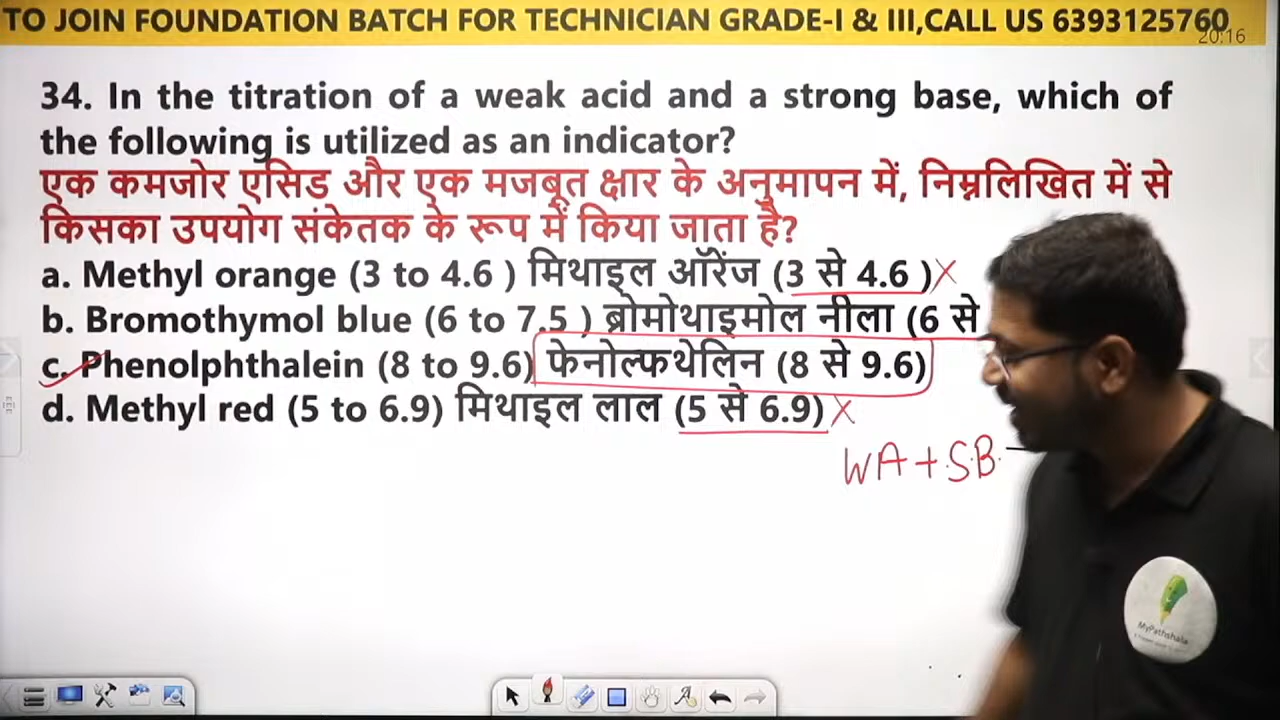 TO JOIN FOUNDATION BATCH FOR TECHNICIAN GRADE-I & III,CALL US 6393125760
20:16
34. In the titration of a weak acid and a strong base, which of
the following is utilized as an indicator?
एक कमजोर एसिड और एक मजबूत क्षार के अनुमापन में, निम्नलिखित में से
किसका उपयोग संकेतक के रूप में किया जाता है?
a. Methyl orange (3 to 4.6 ) मिथाइल ऑरेंज (3 से 4.6 )
b. Bromothymol blue (6 to 7.5 ) ब्रोमोथाइमोल नीला (6 से
c. Phenolphthalein (8 to 9.6) फेनोल्फथेलिन (8 से 9.6)
d. Methyl red (5 to 6.9) मिथाइल लाल (5 से 6.9)
WA + S.B.
MyPathshala